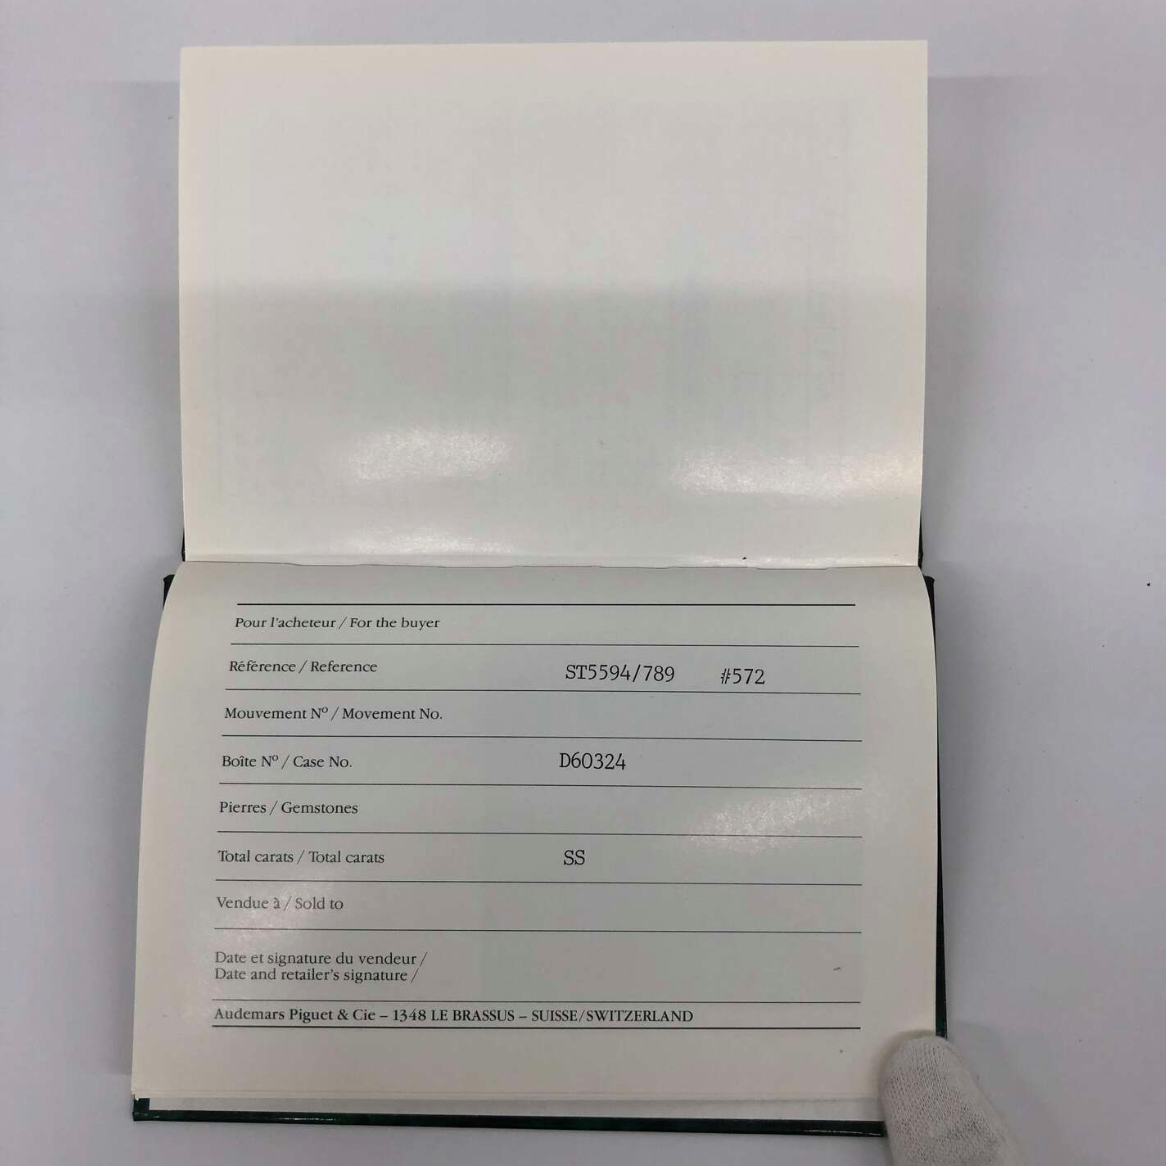 Pour l'acheteur / For the buyer
Référence / Reference ST5594/789 #572
Mouvement Nº / Movement No.
Boîte Nº / Case No. D60324
Pierres / Gemstones
Total carats / Total carats SS
Vendue à / Sold to
Date et signature du vendeur /
Date and retailer's signature /
Audemars Piguet & Cie – 1348 LE BRASSUS – SUISSE/SWITZERLAND